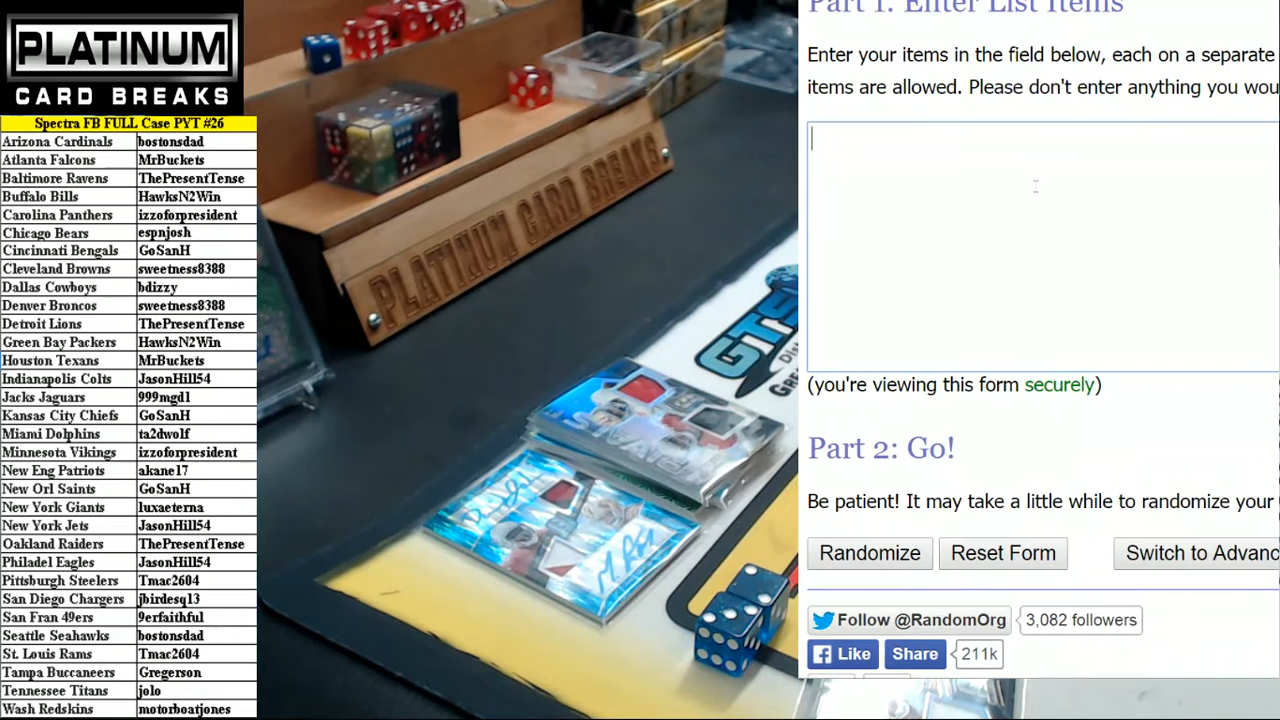 PLATINUM
CARD BREAKS
Spectra FB FULL Case PYT #26
Arizona Cardinals bostonsdad
Atlanta Falcons MrBuckets
Baltimore Ravens ThePresentTense
Buffalo Bills HawksN2Win
Carolina Panthers izzoforpresident
Chicago Bears espnjosh
Cincinnati Bengals GoSanH
Cleveland Browns sweetness8388
Dallas Cowboys bdizzy
Denver Broncos sweetness8388
Detroit Lions ThePresentTense
Green Bay Packers HawksN2Win
Houston Texans MrBuckets
Indianapolis Colts JasonHill54
Jacks Jaguars 999mgd1
Kansas City Chiefs GoSanH
Miami Dolphins ta2dwolf
Minnesota Vikings izzoforpresident
New Eng Patriots akane17
New Orl Saints GoSanH
New York Giants luxaeterna
New York Jets JasonHill54
Oakland Raiders ThePresentTense
Philadel Eagles JasonHill54
Pittsburgh Steelers Tmac2604
San Diego Chargers jbirdesq13
San Fran 49ers 9erfaithful
Seattle Seahawks bostonsdad
St. Louis Rams Tmac2604
Tampa Buccaneers Gregerson
Tennessee Titans jolo
Wash Redskins motorboatjones
PLATINUM CARD BREAKS
GTS
Part 1: Enter List Items
Enter your items in the field below, each on a separate
items are allowed. Please don't enter anything you wou
(you're viewing this form securely)
Part 2: Go!
Be patient! It may take a little while to randomize your
Randomize Reset Form Switch to Advanc
Follow @RandomOrg 3,082 followers
Like Share 211k